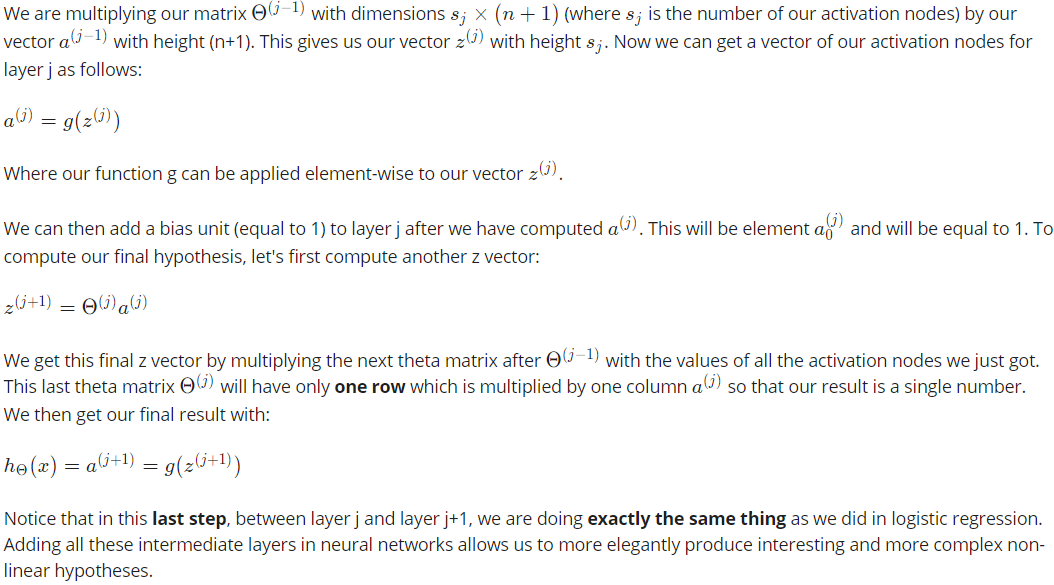 We are multiplying our matrix Θ^(j−1) with dimensions s_j × (n + 1) (where s_j is the number of our activation nodes) by our
vector a^(j−1) with height (n+1). This gives us our vector z^(j) with height s_j. Now we can get a vector of our activation nodes for
layer j as follows:
a^(j) = g(z^(j))
Where our function g can be applied element-wise to our vector z^(j).
We can then add a bias unit (equal to 1) to layer j after we have computed a^(j). This will be element a_0^(j) and will be equal to 1. To
compute our final hypothesis, let's first compute another z vector:
z^(j+1) = Θ^(j)a^(j)
We get this final z vector by multiplying the next theta matrix after Θ^(j−1) with the values of all the activation nodes we just got.
This last theta matrix Θ^(j) will have only one row which is multiplied by one column a^(j) so that our result is a single number.
We then get our final result with:
h_Θ(x) = a^(j+1) = g(z^(j+1))
Notice that in this last step, between layer j and layer j+1, we are doing exactly the same thing as we did in logistic regression.
Adding all these intermediate layers in neural networks allows us to more elegantly produce interesting and more complex non-
linear hypotheses.